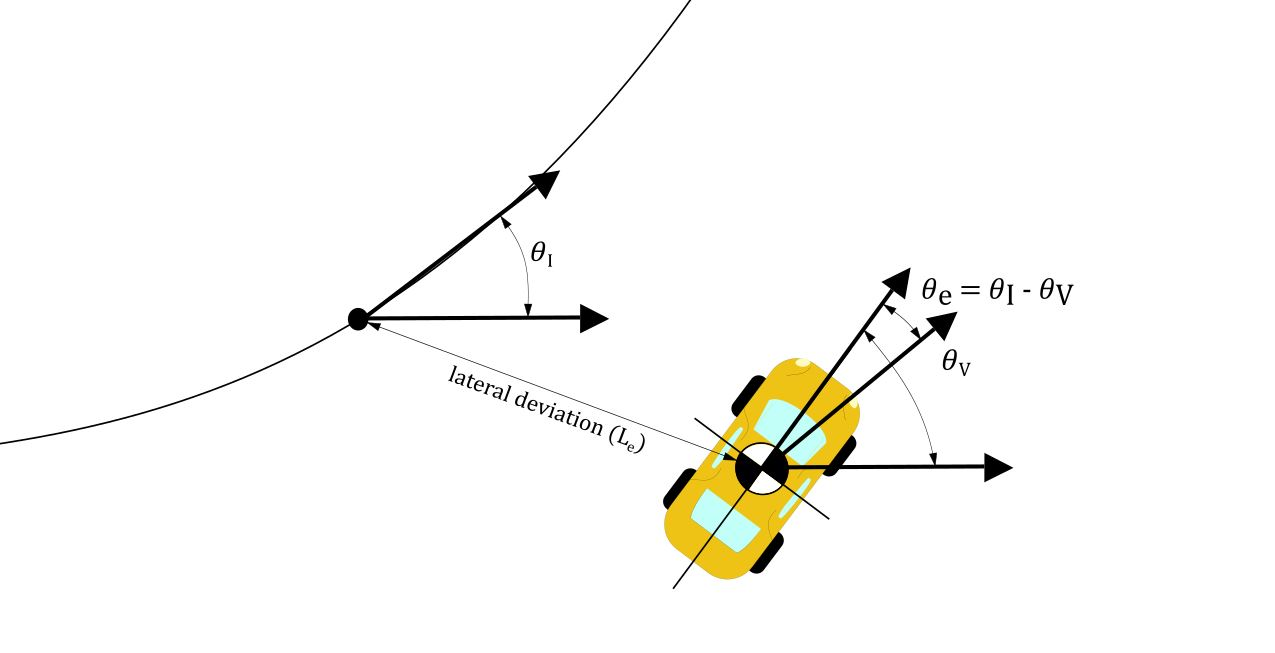 θI
θe = θI - θV
θV
lateral deviation (Le)